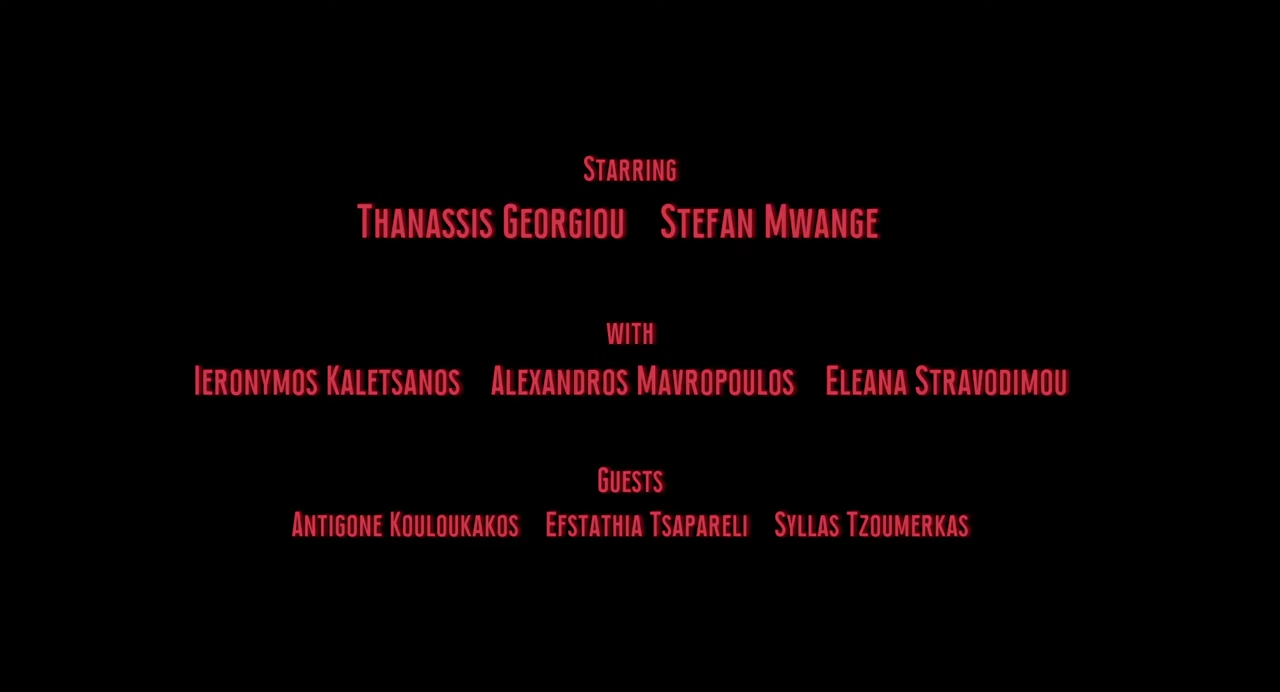 Starring
Thanassis Georgiou Stefan Mwange
with
Ieronymos Kaletsanos Alexandros Mavropoulos Eleana Stravodimou
Guests
Antigone Kouloukakos Efstathia Tsapareli Syllas Tzoumerkas